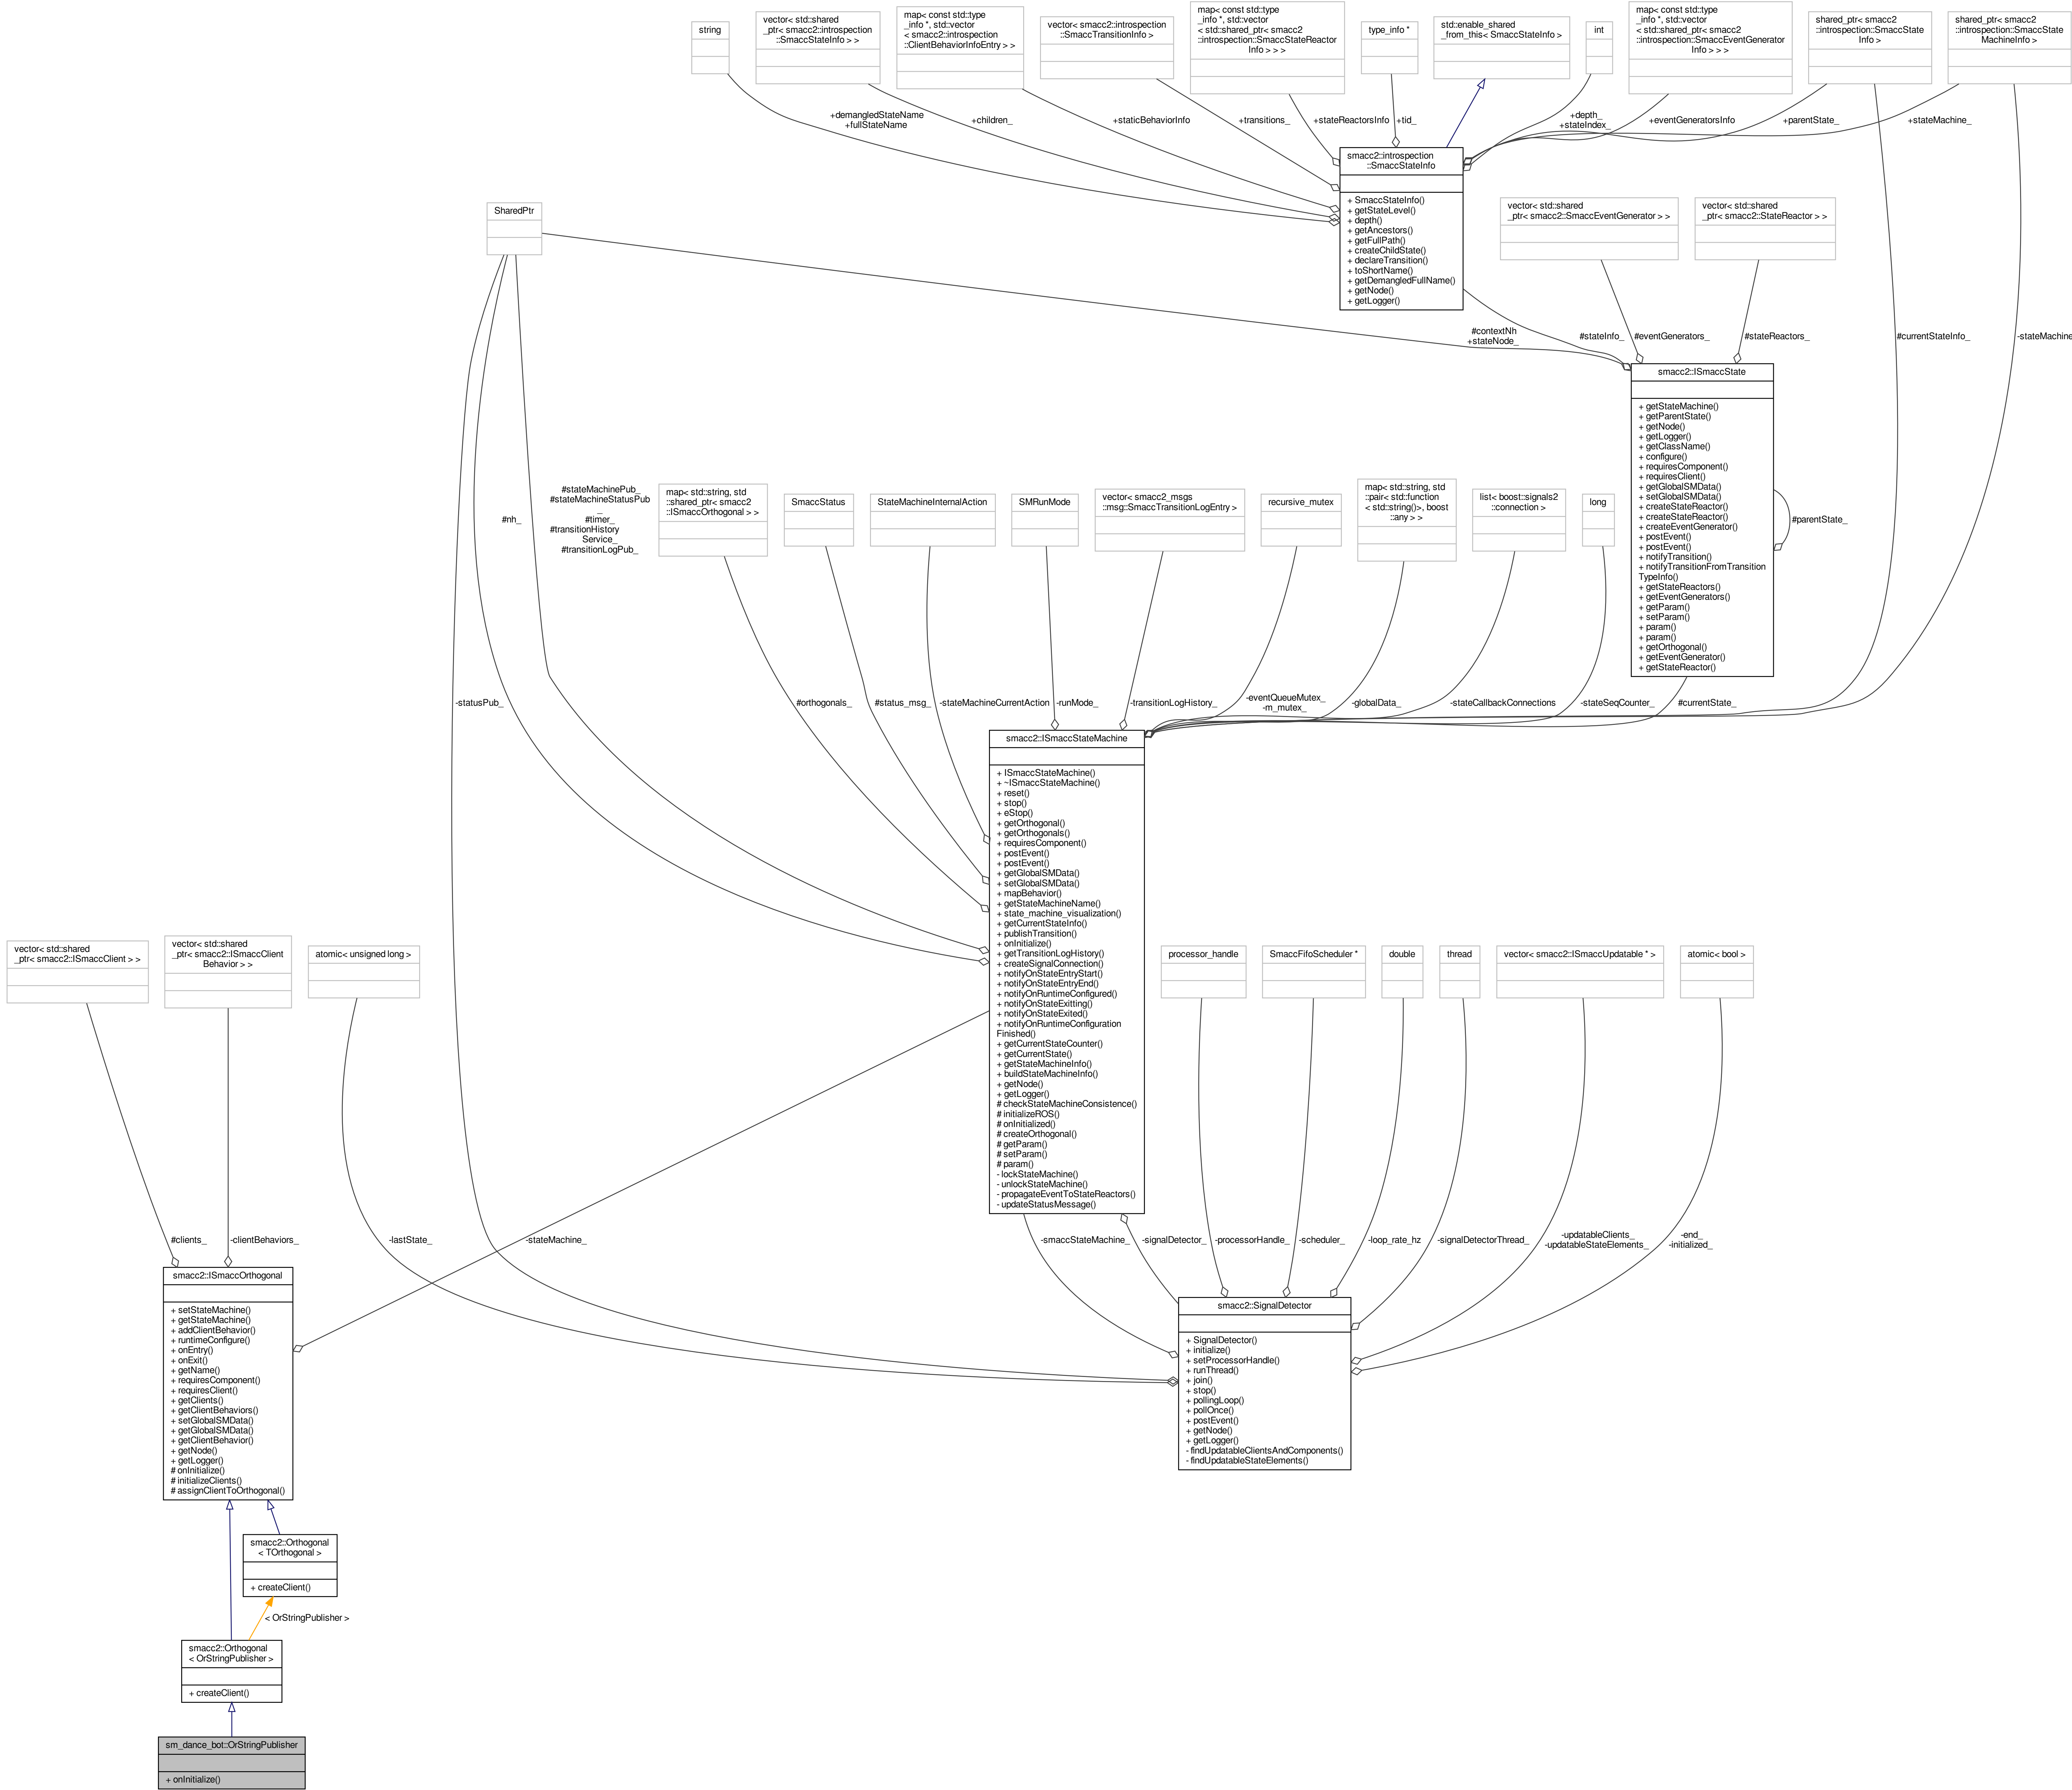 string
vector< std::shared
_ptr< smacc2::introspection
::SmaccStateInfo > >
map< const std::type
_info *, std::vector
< smacc2::introspection
::ClientBehaviorInfoEntry > >
vector< smacc2::introspection
::SmaccTransitionInfo >
map< const std::type
_info *, std::vector
< std::shared_ptr< smacc2
::introspection::SmaccStateReactor
Info > > >
type_info *
std::enable_shared
_from_this< SmaccStateInfo >
int
map< const std::type
_info *, std::vector
< std::shared_ptr< smacc2
::introspection::SmaccEventGenerator
Info > > >
shared_ptr< smacc2
::introspection::SmaccState
Info >
shared_ptr< smacc2
::introspection::SmaccState
MachineInfo >
+demangledStateName
+fullStateName
+children_
+staticBehaviorInfo
+transitions_
+stateReactorsInfo
+tid_
+depth_
+stateIndex_
+eventGeneratorsInfo
+parentState_
+stateMachine_
smacc2::introspection
::SmaccStateInfo
+ SmaccStateInfo()
+ getStateLevel()
+ depth()
+ getAncestors()
+ getFullPath()
+ createChildState()
+ declareTransition()
+ toShortName()
+ getDemangledFullName()
+ getNode()
+ getLogger()
SharedPtr
vector< std::shared
_ptr< smacc2::SmaccEventGenerator > >
vector< std::shared
_ptr< smacc2::StateReactor > >
#contextNh
+stateNode_
#stateInfo_
#eventGenerators_
#stateReactors_
#currentStateInfo_
-stateMachineInfo_
smacc2::ISmaccState
+ getStateMachine()
+ getParentState()
+ getNode()
+ getLogger()
+ getClassName()
+ configure()
+ requiresComponent()
+ requiresClient()
+ getGlobalSMData()
+ setGlobalSMData()
+ createStateReactor()
+ createStateReactor()
+ createEventGenerator()
+ postEvent()
+ postEvent()
+ notifyTransition()
+ notifyTransitionFromTransition
TypeInfo()
+ getStateReactors()
+ getEventGenerators()
+ getParam()
+ setParam()
+ param()
+ param()
+ getOrthogonal()
+ getEventGenerator()
+ getStateReactor()
#parentState_
#nh_
#stateMachinePub_
#stateMachineStatusPub
_
#timer_
#transitionHistory
Service_
#transitionLogPub_
map< std::string, std
::shared_ptr< smacc2
::ISmaccOrthogonal > >
SmaccStatus
StateMachineInternalAction
SMRunMode
vector< smacc2_msgs
::msg::SmaccTransitionLogEntry >
recursive_mutex
map< std::string, std
::pair< std::function
< std::string()>, boost
::any > >
list< boost::signals2
::connection >
long
-statusPub_
#orthogonals_
#status_msg_
-stateMachineCurrentAction
-runMode_
-transitionLogHistory_
-eventQueueMutex_
-m_mutex_
-globalData_
-stateCallbackConnections
-stateSeqCounter_
#currentState_
smacc2::ISmaccStateMachine
+ ISmaccStateMachine()
+ ~ISmaccStateMachine()
+ reset()
+ stop()
+ eStop()
+ getOrthogonal()
+ getOrthogonals()
+ requiresComponent()
+ postEvent()
+ postEvent()
+ getGlobalSMData()
+ setGlobalSMData()
+ mapBehavior()
+ getStateMachineName()
+ state_machine_visualization()
+ getCurrentStateInfo()
+ publishTransition()
+ onInitialize()
+ getTransitionLogHistory()
+ createSignalConnection()
+ notifyOnStateEntryStart()
+ notifyOnStateEntryEnd()
+ notifyOnRuntimeConfigured()
+ notifyOnStateExitting()
+ notifyOnStateExited()
+ notifyOnRuntimeConfiguration
Finished()
+ getCurrentStateCounter()
+ getCurrentState()
+ getStateMachineInfo()
+ buildStateMachineInfo()
+ getNode()
+ getLogger()
# checkStateMachineConsistence()
# initializeROS()
# onInitialized()
# createOrthogonal()
# getParam()
# setParam()
# param()
- lockStateMachine()
- unlockStateMachine()
- propagateEventToStateReactors()
- updateStatusMessage()
vector< std::shared
_ptr< smacc2::ISmaccClient > >
vector< std::shared
_ptr< smacc2::ISmaccClient
Behavior > >
atomic< unsigned long >
processor_handle
SmaccFifoScheduler *
double
thread
vector< smacc2::ISmaccUpdatable * >
atomic< bool >
#clients_
-clientBehaviors_
-lastState_
-stateMachine_
-smaccStateMachine_
-signalDetector_
-processorHandle_
-scheduler_
-loop_rate_hz
-signalDetectorThread_
-updatableClients_
-updatableStateElements_
-end_
-initialized_
smacc2::ISmaccOrthogonal
+ setStateMachine()
+ getStateMachine()
+ addClientBehavior()
+ runtimeConfigure()
+ onEntry()
+ onExit()
+ getName()
+ requiresComponent()
+ requiresClient()
+ getClients()
+ getClientBehaviors()
+ setGlobalSMData()
+ getGlobalSMData()
+ getClientBehavior()
+ getNode()
+ getLogger()
# onInitialize()
# initializeClients()
# assignClientToOrthogonal()
smacc2::SignalDetector
+ SignalDetector()
+ initialize()
+ setProcessorHandle()
+ runThread()
+ join()
+ stop()
+ pollingLoop()
+ pollOnce()
+ postEvent()
+ getNode()
+ getLogger()
- findUpdatableClientsAndComponents()
- findUpdatableStateElements()
smacc2::Orthogonal
< TOrthogonal >
+ createClient()
< OrStringPublisher >
smacc2::Orthogonal
< OrStringPublisher >
+ createClient()
sm_dance_bot::OrStringPublisher
+ onInitialize()